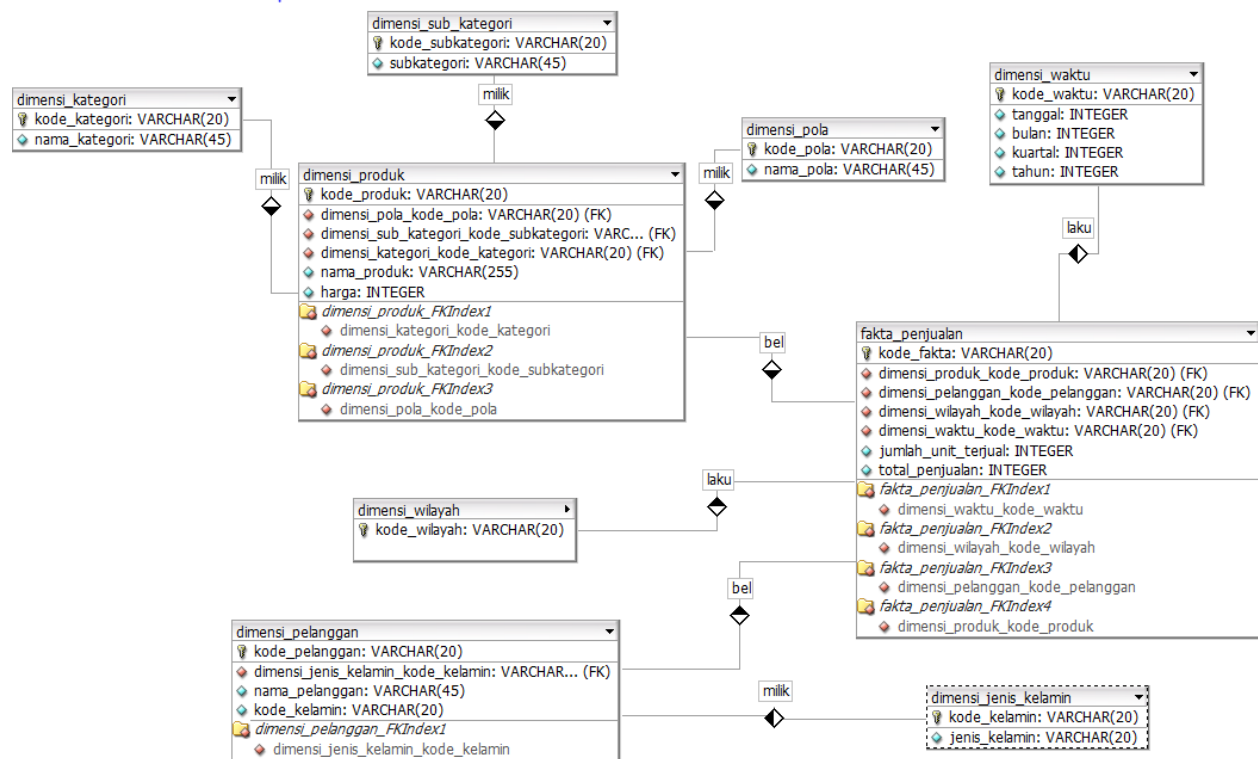 dimensi_sub_kategori
kode_subkategori: VARCHAR(20)
subkategori: VARCHAR(45)
milik
dimensi_kategori
kode_kategori: VARCHAR(20)
nama_kategori: VARCHAR(45)
milik
dimensi_produk
kode_produk: VARCHAR(20)
dimensi_pola_kode_pola: VARCHAR(20) (FK)
dimensi_sub_kategori_kode_subkategori: VARC... (FK)
dimensi_kategori_kode_kategori: VARCHAR(20) (FK)
nama_produk: VARCHAR(255)
harga: INTEGER
dimensi_produk_FKIndex1
dimensi_kategori_kode_kategori
dimensi_produk_FKIndex2
dimensi_sub_kategori_kode_subkategori
dimensi_produk_FKIndex3
dimensi_pola_kode_pola
milik
dimensi_pola
kode_pola: VARCHAR(20)
nama_pola: VARCHAR(45)
dimensi_waktu
kode_waktu: VARCHAR(20)
tanggal: INTEGER
bulan: INTEGER
kuartal: INTEGER
tahun: INTEGER
laku
bel
fakta_penjualan
kode_fakta: VARCHAR(20)
dimensi_produk_kode_produk: VARCHAR(20) (FK)
dimensi_pelanggan_kode_pelanggan: VARCHAR(20) (FK)
dimensi_wilayah_kode_wilayah: VARCHAR(20) (FK)
dimensi_waktu_kode_waktu: VARCHAR(20) (FK)
jumlah_unit_terjual: INTEGER
total_penjualan: INTEGER
fakta_penjualan_FKIndex1
dimensi_waktu_kode_waktu
fakta_penjualan_FKIndex2
dimensi_wilayah_kode_wilayah
fakta_penjualan_FKIndex3
dimensi_pelanggan_kode_pelanggan
fakta_penjualan_FKIndex4
dimensi_produk_kode_produk
laku
dimensi_wilayah
kode_wilayah: VARCHAR(20)
bel
dimensi_pelanggan
kode_pelanggan: VARCHAR(20)
dimensi_jenis_kelamin_kode_kelamin: VARCHAR... (FK)
nama_pelanggan: VARCHAR(45)
kode_kelamin: VARCHAR(20)
dimensi_pelanggan_FKIndex1
dimensi_jenis_kelamin_kode_kelamin
milik
dimensi_jenis_kelamin
kode_kelamin: VARCHAR(20)
jenis_kelamin: VARCHAR(20)